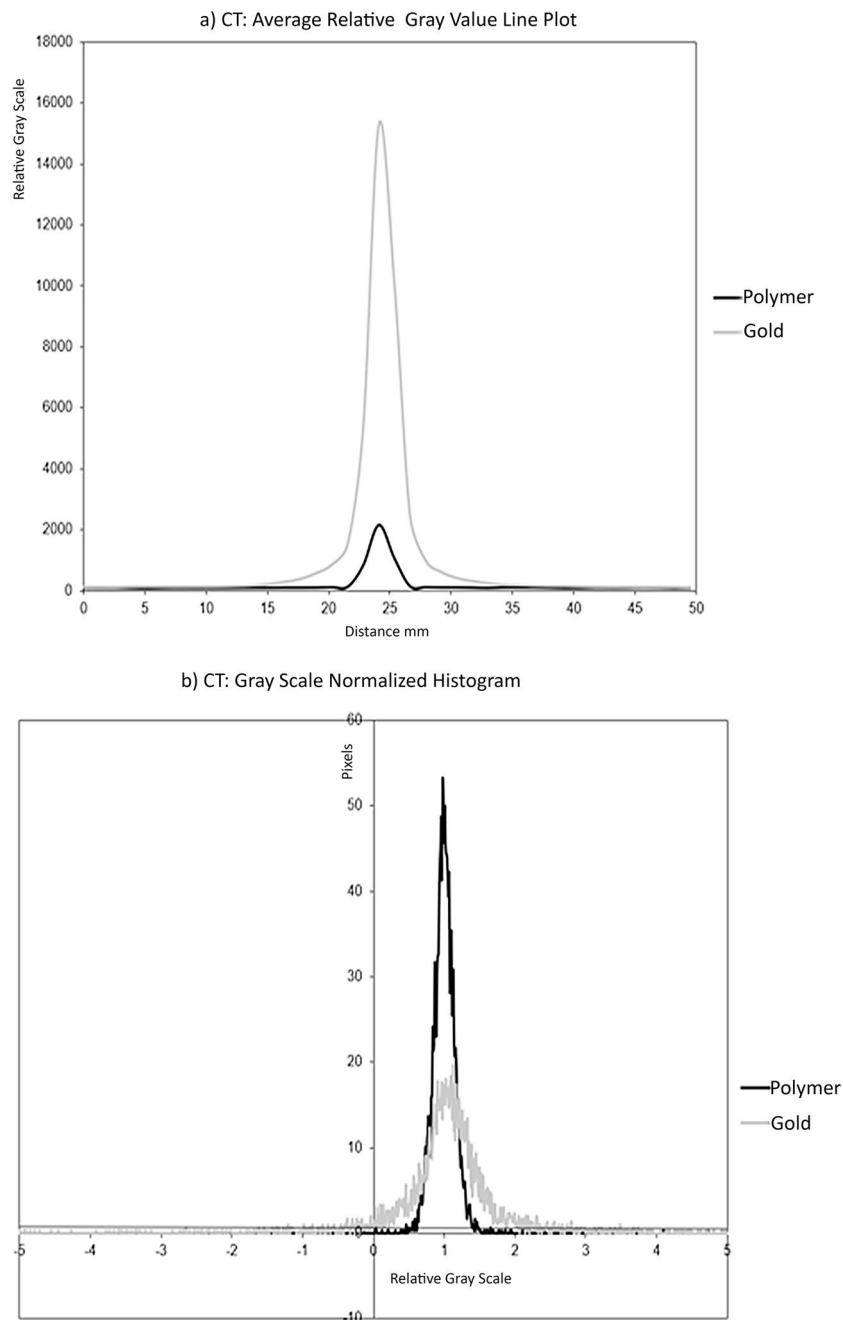 a) CT: Average Relative Gray Value Line Plot
18000
16000
14000
12000
10000
8000
6000
4000
2000
0
Relative Gray Scale
0 5 10 15 20 25 30 35 40 45 50
Distance mm
Polymer
Gold
b) CT: Gray Scale Normalized Histogram
60
50
40
30
20
10
0
-10
Pixels
-5 -4 -3 -2 -1 0 1 2 3 4 5
Relative Gray Scale
Polymer
Gold